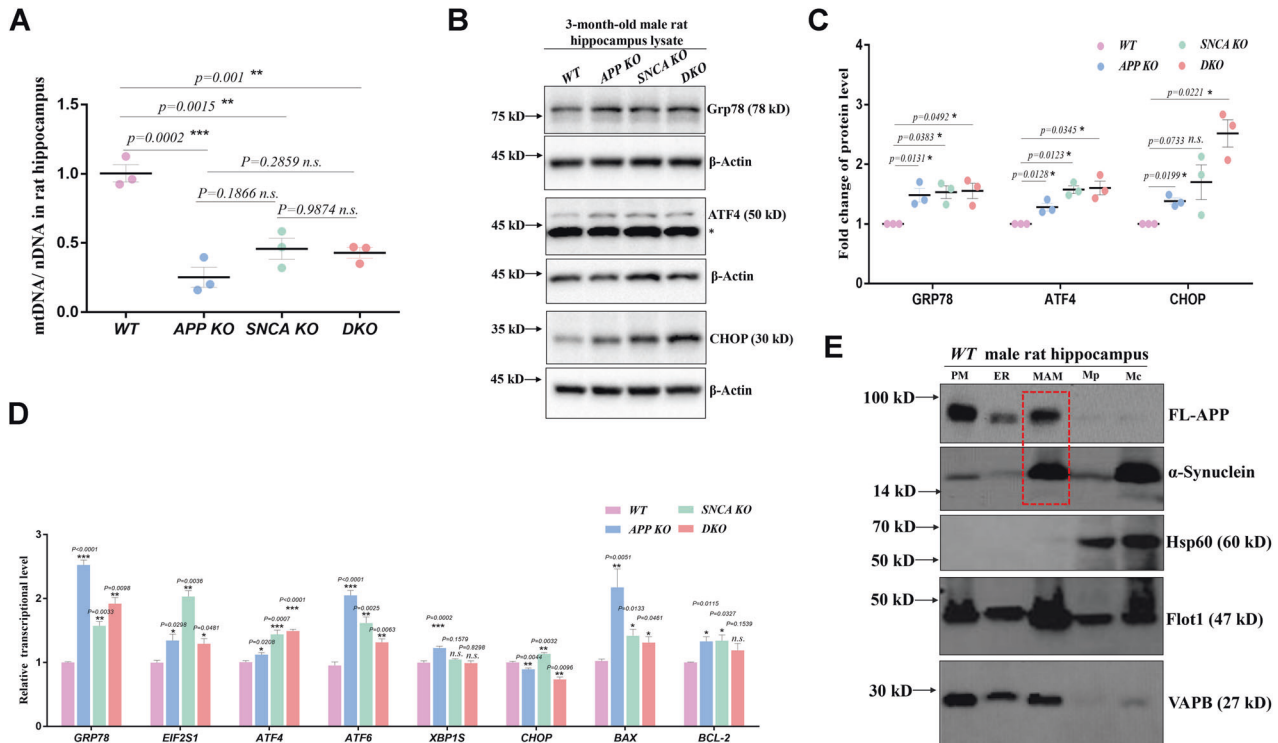 A
mtDNA/ nDNA in rat hippocampus
1.5
1.0
0.5
0.0
p=0.001 **
p=0.0015 **
p=0.0002 ***
P=0.2859 n.s.
P=0.1866 n.s.
P=0.9874 n.s.
WT APP KO SNCA KO DKO
B
3-month-old male rat
hippocampus lysate
WT APP KO SNCA KO DKO
75 kD Grp78 (78 kD)
45 kD β-Actin
45 kD ATF4 (50 kD)
*
45 kD β-Actin
35 kD CHOP (30 kD)
45 kD β-Actin
C
Fold change of protein level
4
3
2
1
0
WT SNCA KO
APP KO DKO
p=0.0492 *
p=0.0383 *
p=0.0131 *
p=0.0345 *
p=0.0123 *
p=0.0128 *
p=0.0221 *
p=0.0733 n.s.
p=0.0199 *
GRP78 ATF4 CHOP
D
Relative transcriptional level
3
2
1
0
WT SNCA KO
APP KO DKO
P<0.0001
***
P=0.0033
**
P=0.0098
**
P=0.0298
*
P=0.0036
**
P=0.0481
*
P=0.0208
*
P=0.0007
***
P<0.0001
***
P<0.0001
***
P=0.0025
**
P=0.0063
**
P=0.0002
***
P=0.1579
n.s.
P=0.8298
n.s.
P=0.0044
**
P=0.0032
**
P=0.0096
**
P=0.0051
**
P=0.0133
*
P=0.0461
*
P=0.0115
*
P=0.0327
*
P=0.1539
n.s.
GRP78 EIF2S1 ATF4 ATF6 XBP1S CHOP BAX BCL-2
E
WT male rat hippocampus
PM ER MAM Mp Mc
100 kD FL-APP
α-Synuclein
14 kD
70 kD
Hsp60 (60 kD)
50 kD
50 kD
Flot1 (47 kD)
30 kD
VAPB (27 kD)